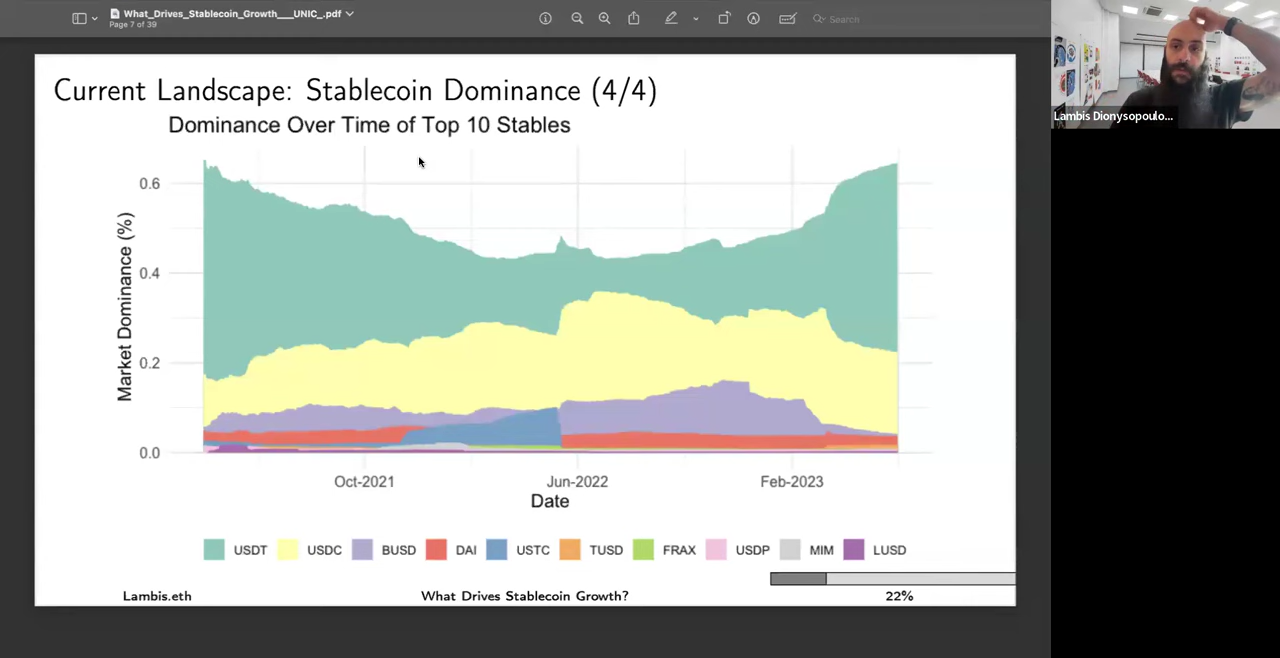 What_Drives_Stablecoin_Growth___UNIC_.pdf
Page 7 of 39
Search
Lambis Dionysopoulo...
Current Landscape: Stablecoin Dominance (4/4)
Dominance Over Time of Top 10 Stables
Market Dominance (%)
0.6
0.4
0.2
0.0
Oct-2021 Jun-2022 Feb-2023
Date
USDT USDC BUSD DAI USTC TUSD FRAX USDP MIM LUSD
Lambis.eth What Drives Stablecoin Growth? 22%